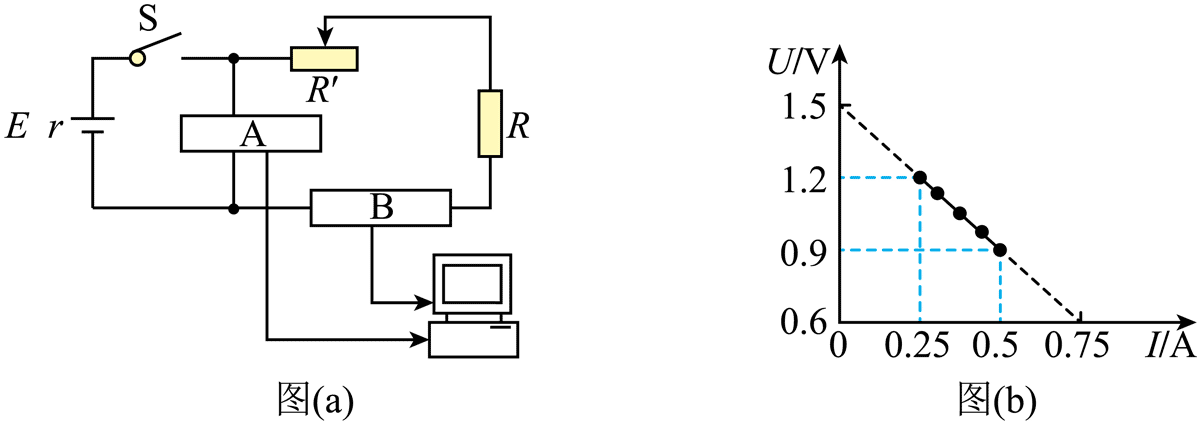 S
R′
E r
A
R
B
图(a)
U/V
1.5
1.2
0.9
0.6
0 0.25 0.5 0.75 I/A
图(b)